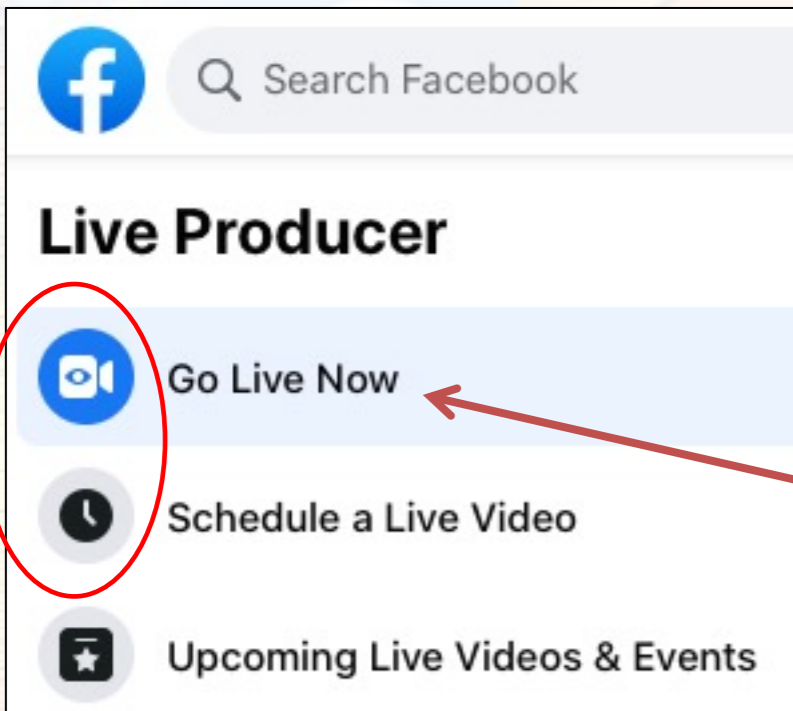 Search Facebook
Live Producer
Go Live Now
Schedule a Live Video
Upcoming Live Videos & Events